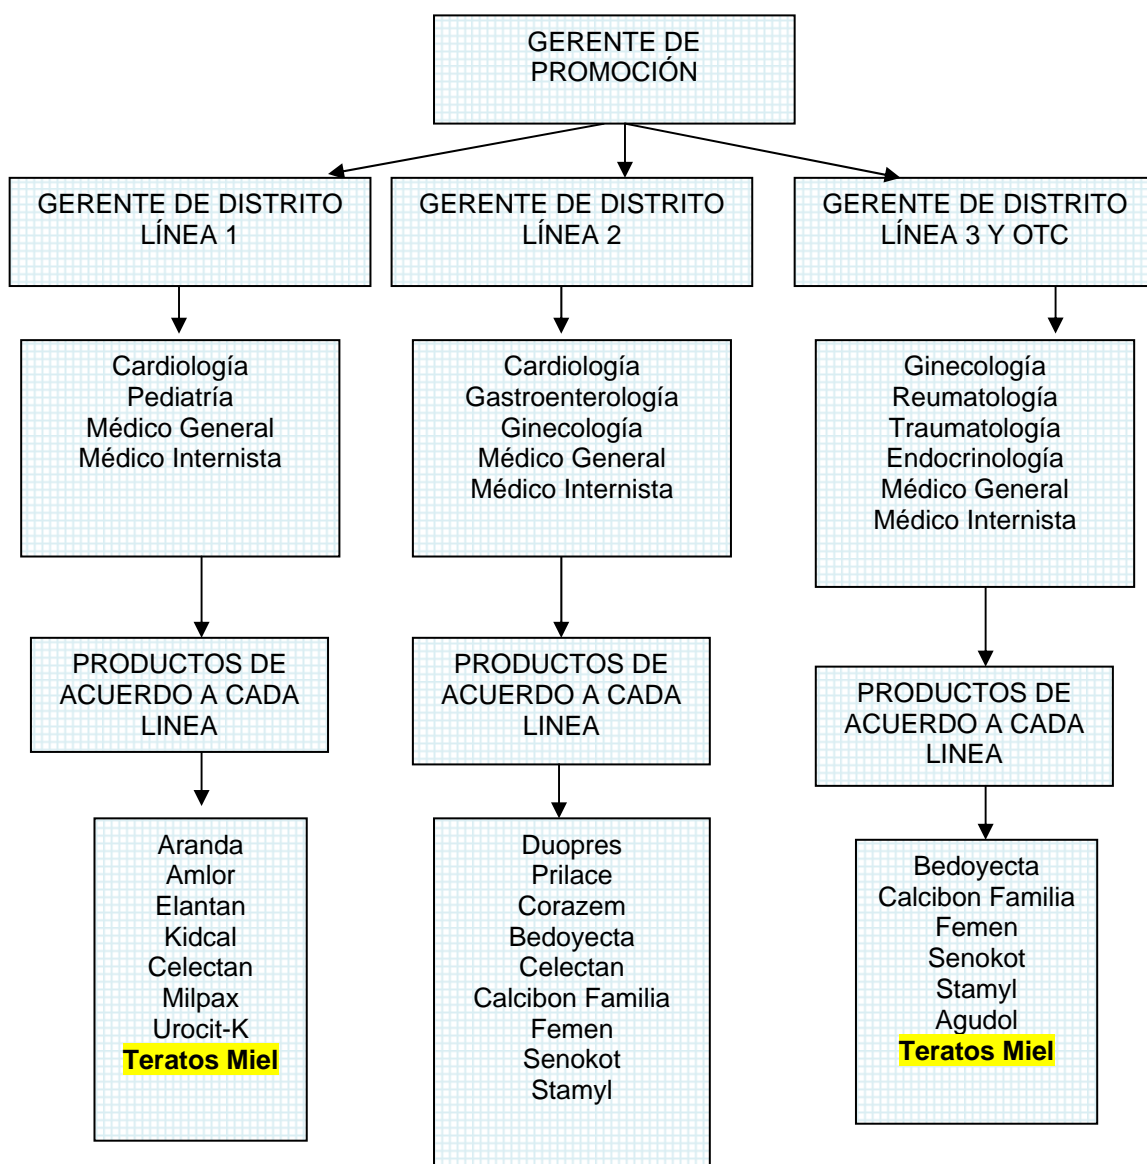 GERENTE DE
PROMOCIÓN
GERENTE DE DISTRITO
LÍNEA 1
GERENTE DE DISTRITO
LÍNEA 2
GERENTE DE DISTRITO
LÍNEA 3 Y OTC
Cardiología
Pediatría
Médico General
Médico Internista
Cardiología
Gastroenterología
Ginecología
Médico General
Médico Internista
Ginecología
Reumatología
Traumatología
Endocrinología
Médico General
Médico Internista
PRODUCTOS DE
ACUERDO A CADA
LINEA
PRODUCTOS DE
ACUERDO A CADA
LINEA
PRODUCTOS DE
ACUERDO A CADA
LINEA
Aranda
Amlor
Elantan
Kidcal
Celectan
Milpax
Urocit-K
Teratos Miel
Duopres
Prilace
Corazem
Bedoyecta
Celectan
Calcibon Familia
Femen
Senokot
Stamyl
Bedoyecta
Calcibon Familia
Femen
Senokot
Stamyl
Agudol
Teratos Miel